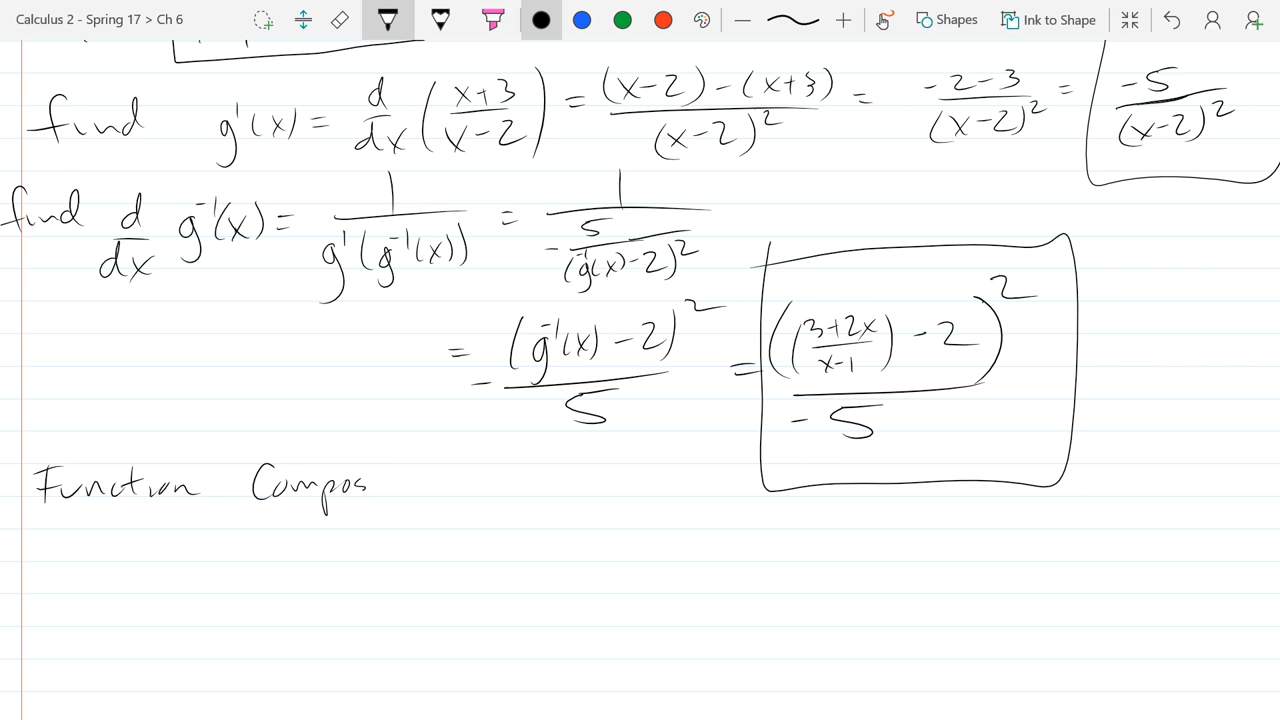 Calculus 2 - Spring 17 > Ch 6 Shapes Ink to Shape
find g'(x) = d/dx ( (x+3)/(x-2) ) = ((x-2) - (x+3))/(x-2)² = (-2-3)/(x-2)² = -5/(x-2)²
find d/dx g⁻¹(x) = 1/(g'(g⁻¹(x))) = 1/(-5/(g⁻¹(x)-2)²)
= -(g⁻¹(x) - 2)²/5 = (((3+2x)/(x-1)) - 2)²/-5
Function Compos